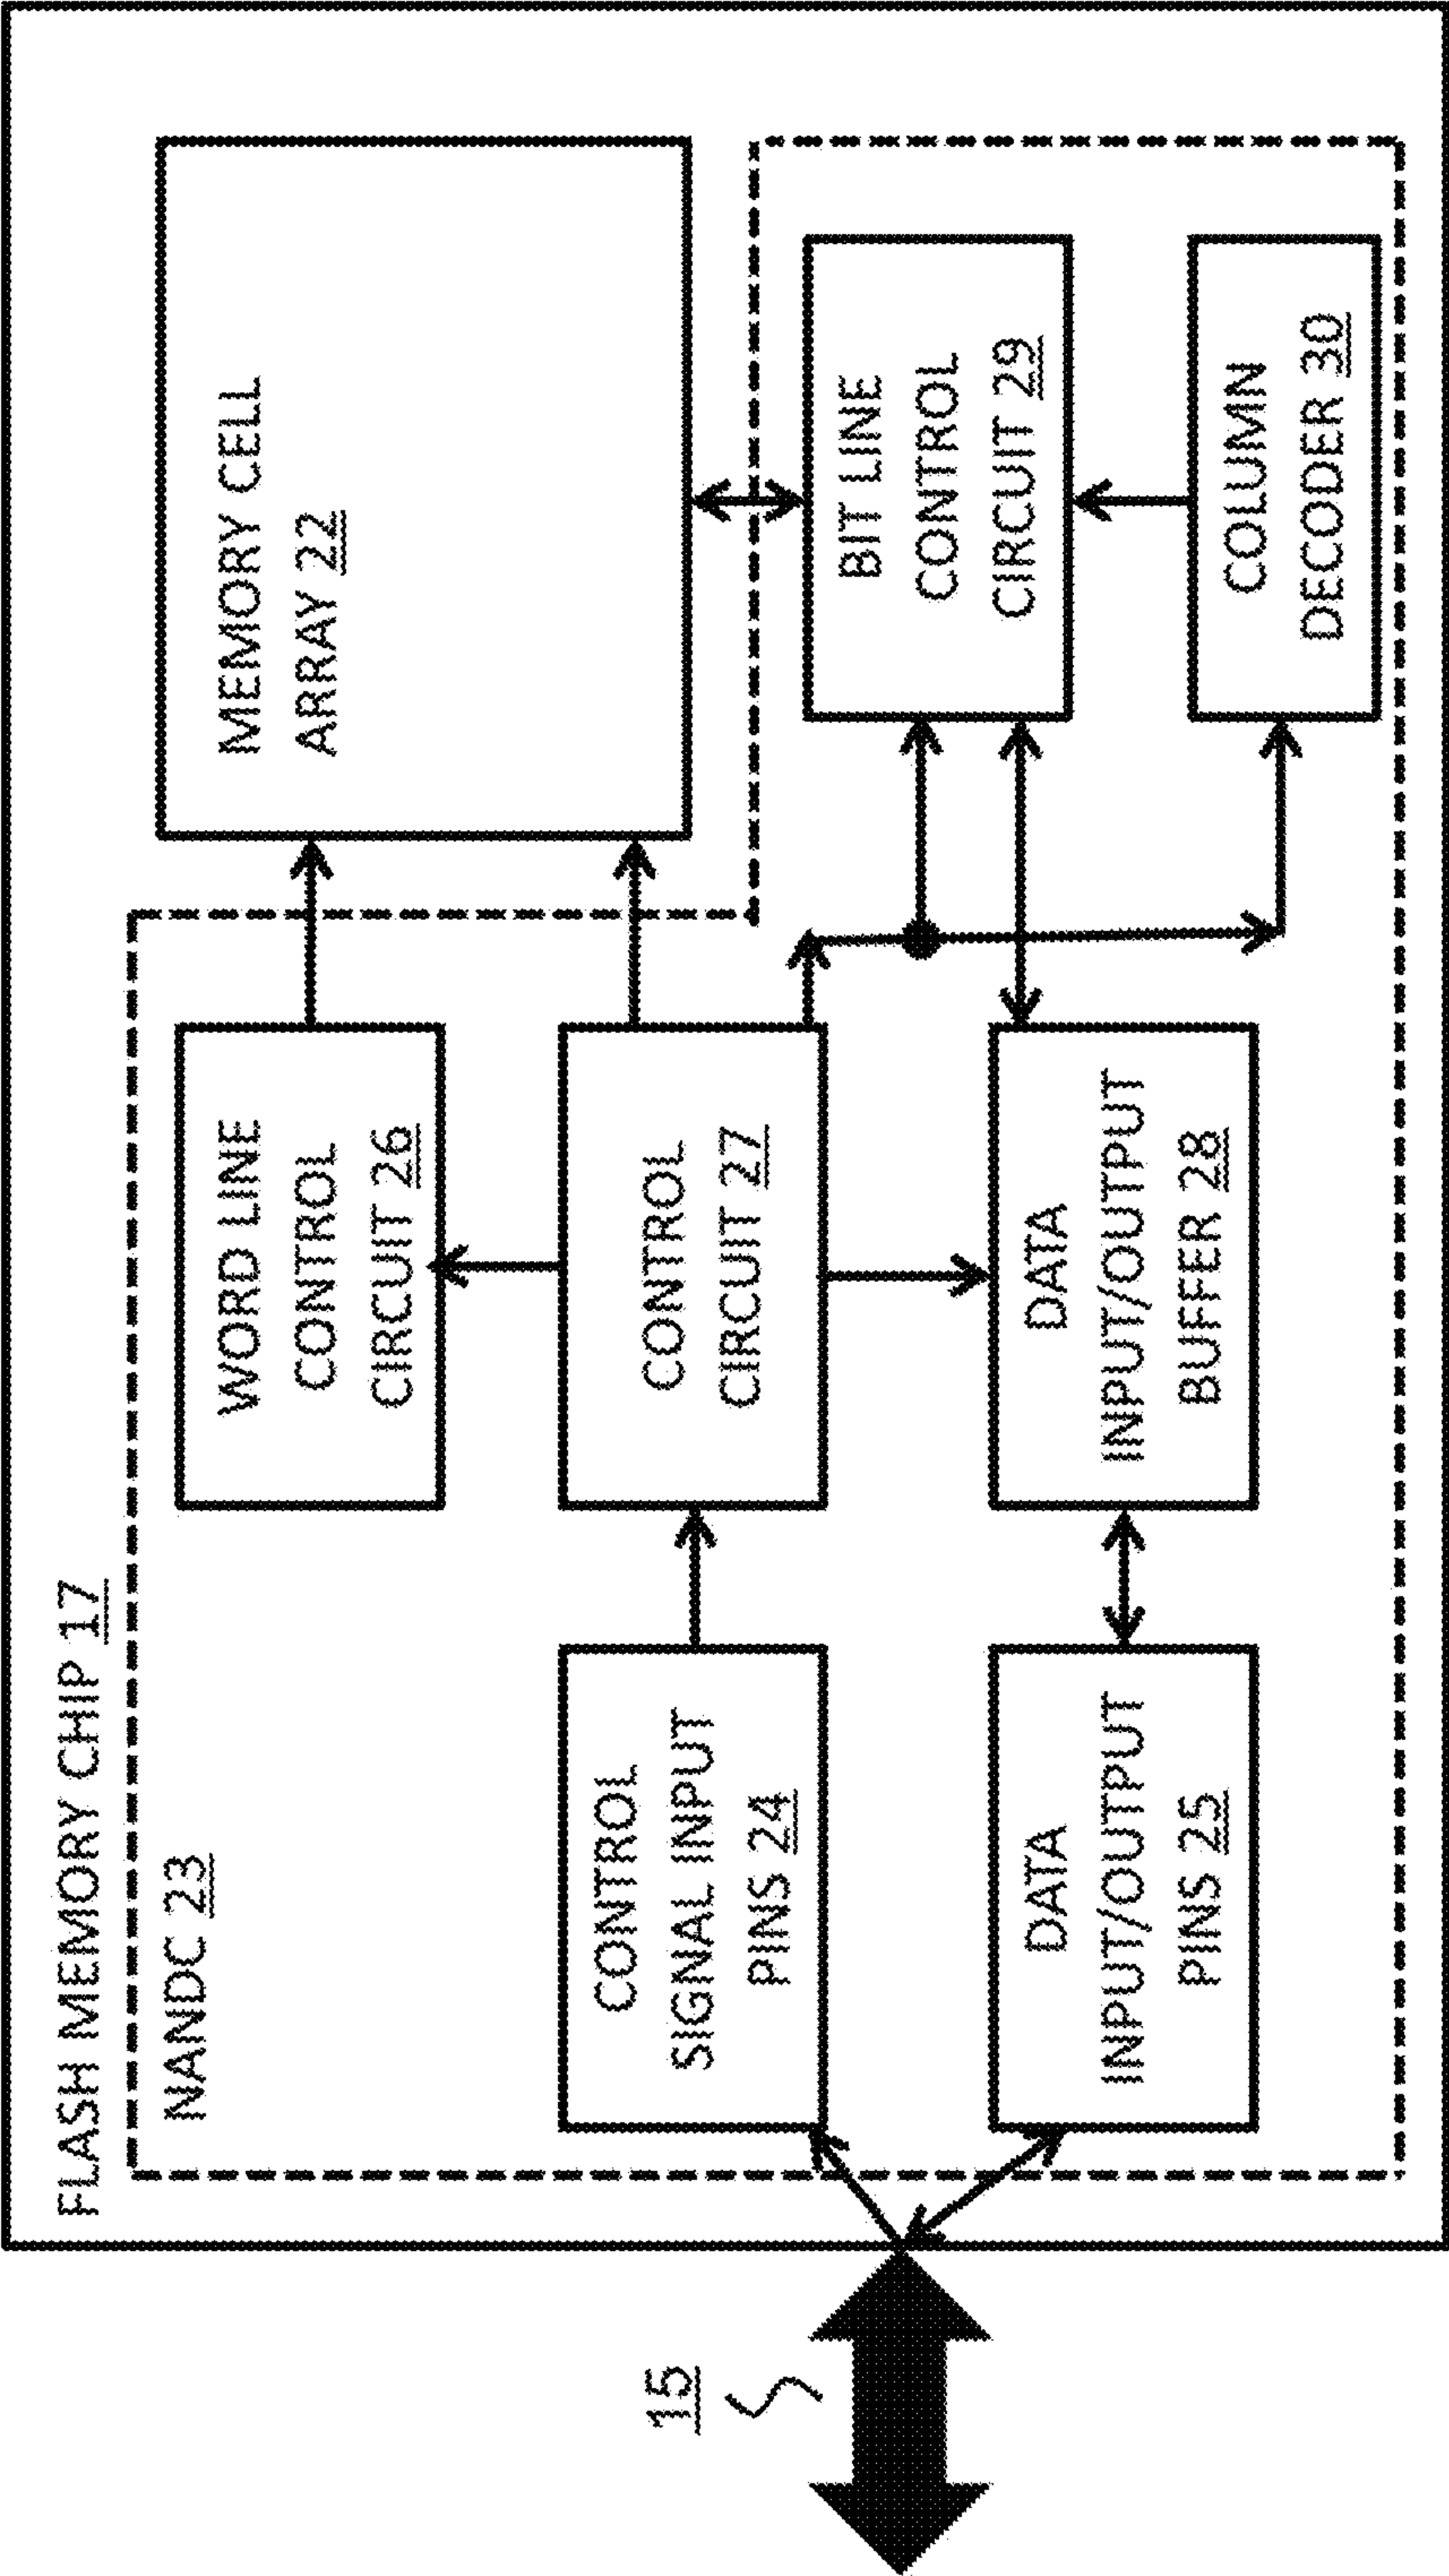 FLASH MEMORY CHIP 17
NANDC 23
15
CONTROL
SIGNAL INPUT
PINS 24
DATA
INPUT/OUTPUT
PINS 25
WORD LINE
CONTROL
CIRCUIT 26
CONTROL
CIRCUIT 27
DATA
INPUT/OUTPUT
BUFFER 28
MEMORY CELL
ARRAY 22
BIT LINE
CONTROL
CIRCUIT 29
COLUMN
DECODER 30